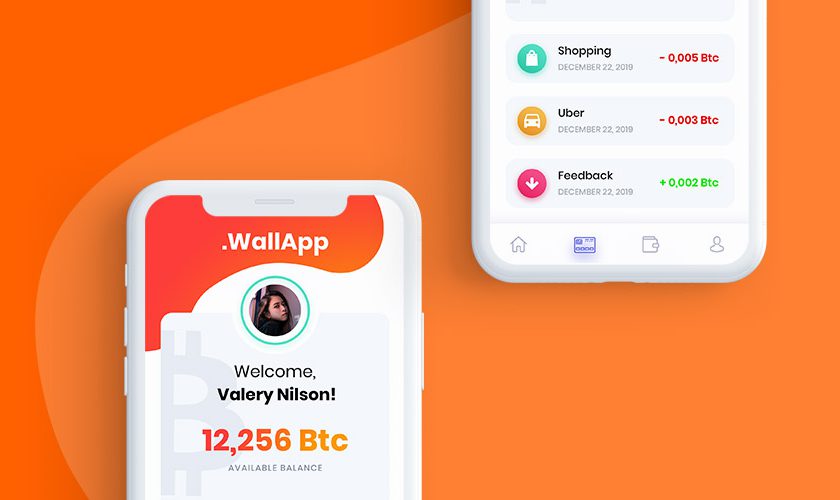 Shopping
DECEMBER 22, 2019
- 0,005 Btc
Uber
DECEMBER 22, 2019
- 0,003 Btc
Feedback
DECEMBER 22, 2019
+ 0,002 Btc
.WallApp
Welcome,
Valery Nilson!
12,256 Btc
AVAILABLE BALANCE